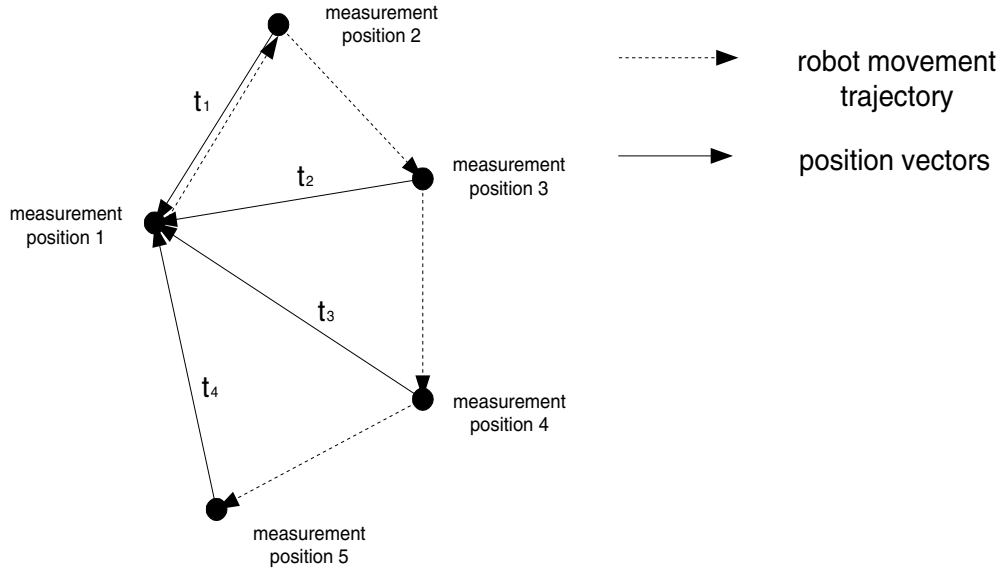 measurement
position 2
robot movement
trajectory
t1
t2
measurement
position 3
position vectors
measurement
position 1
t3
t4
measurement
position 4
measurement
position 5